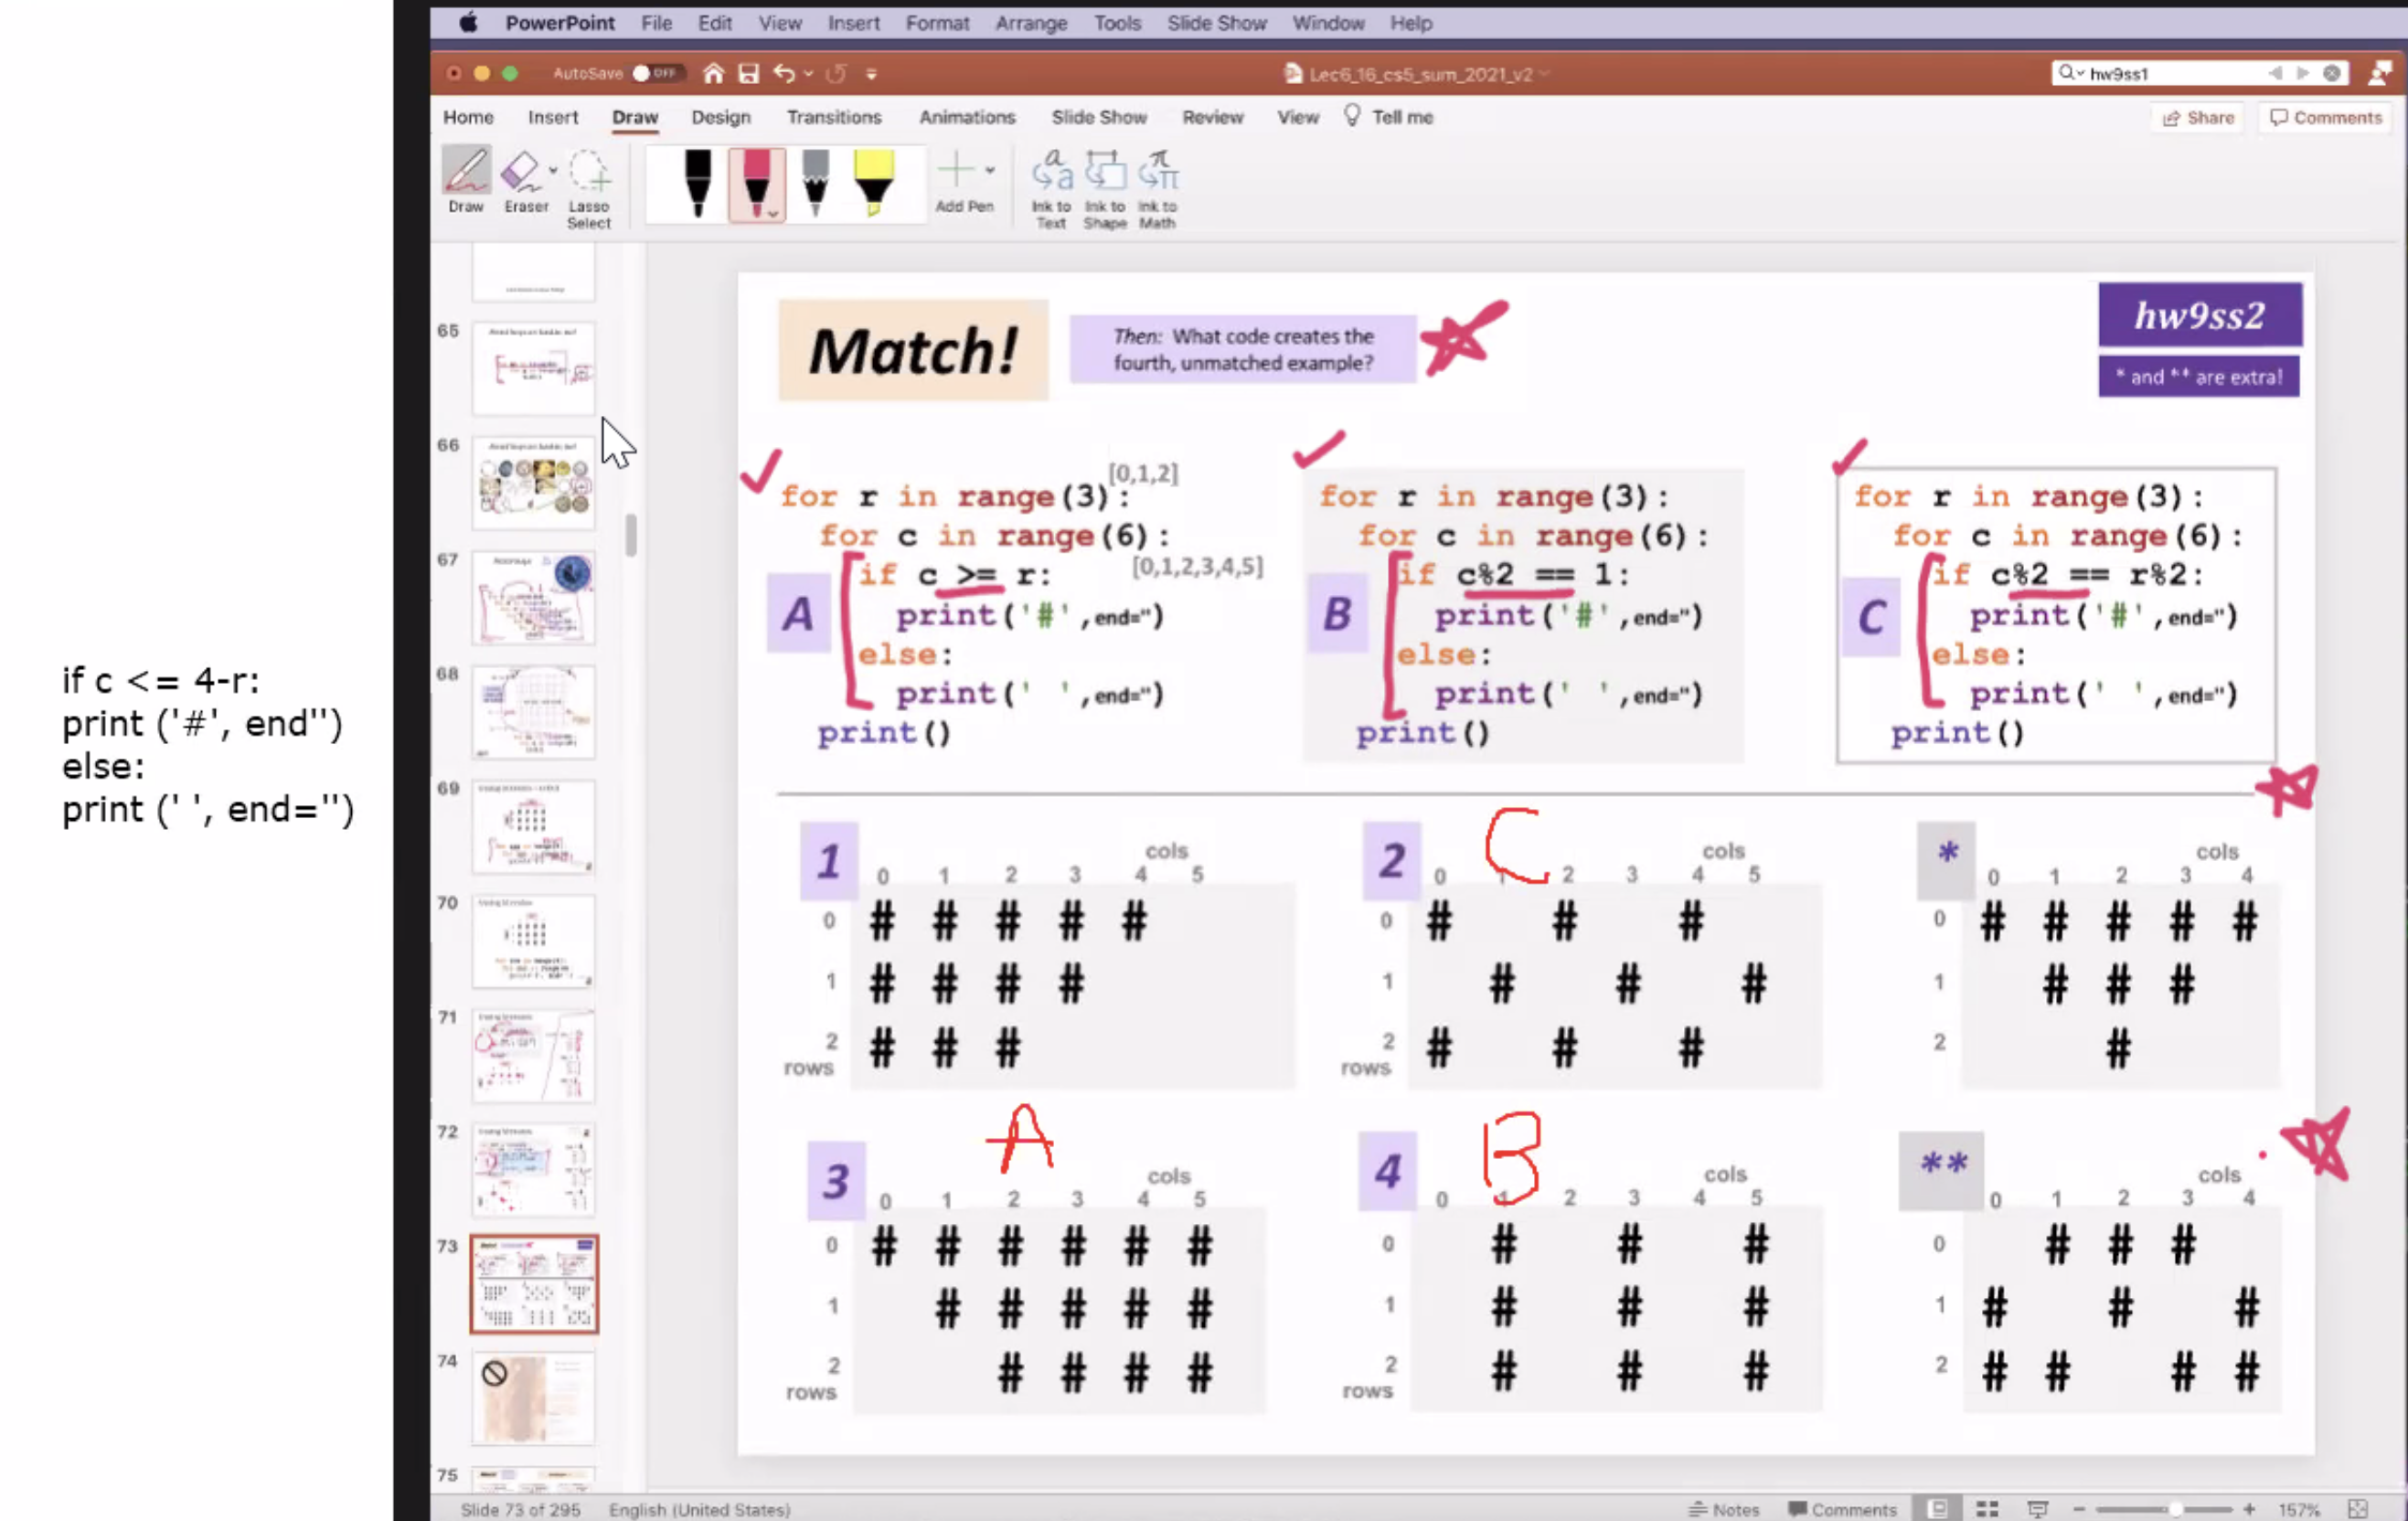 PowerPoint File Edit View Insert Format Arrange Tools Slide Show Window Help
AutoSave OFF Lec6_16_cs5_sum_2021_v2 hw9ss1
Home Insert Draw Design Transitions Animations Slide Show Review View Tell me Share Comments
Draw Eraser Lasso Select Add Pen Ink to Text Ink to Shape Ink to Math
65
66
67
68
69
70
71
72
73
74
75
if c <= 4-r:
print ('#', end'')
else:
print (' ', end='')
Match!
Then: What code creates the
fourth, unmatched example?
hw9ss2
* and ** are extra!
A
[0,1,2]
for r in range(3):
for c in range(6):
[0,1,2,3,4,5]
if c >= r:
print('#',end='')
else:
print(' ',end='')
print()
B
for r in range(3):
for c in range(6):
if c%2 == 1:
print('#',end='')
else:
print(' ',end='')
print()
C
for r in range(3):
for c in range(6):
if c%2 == r%2:
print('#',end='')
else:
print(' ',end='')
print()
1
cols
0 1 2 3 4 5
0 # # # # #
1 # # # #
2 # # #
rows
2 C
cols
0 1 2 3 4 5
0 # # #
1 # # #
2 # # #
rows
*
cols
0 1 2 3 4
0 # # # # #
1 # # #
2 #
3 A
cols
0 1 2 3 4 5
0 # # # # # #
1 # # # # #
2 # # # #
rows
4 B
cols
0 1 2 3 4 5
0 # # #
1 # # #
2 # # #
rows
**
cols
0 1 2 3 4
0 # # #
1 # # #
2 # # # #
Slide 73 of 295 English (United States) Notes Comments 157%